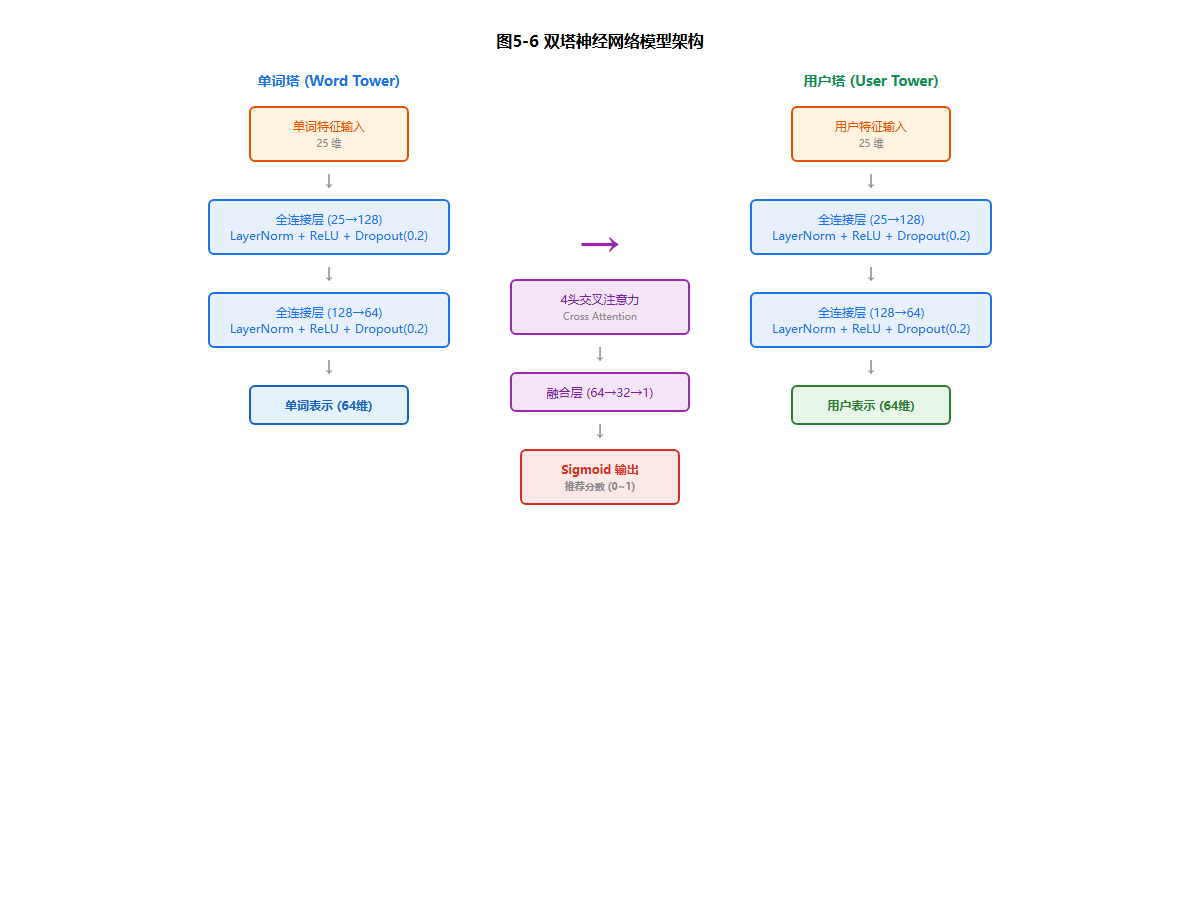 图5-6 双塔神经网络模型架构
单词塔 (Word Tower)
单词特征输入
25 维
↓
全连接层 (25→128)
LayerNorm + ReLU + Dropout(0.2)
↓
全连接层 (128→64)
LayerNorm + ReLU + Dropout(0.2)
↓
单词表示 (64维)
→
4头交叉注意力
Cross Attention
↓
融合层 (64→32→1)
↓
Sigmoid 输出
推荐分数 (0~1)
用户塔 (User Tower)
用户特征输入
25 维
↓
全连接层 (25→128)
LayerNorm + ReLU + Dropout(0.2)
↓
全连接层 (128→64)
LayerNorm + ReLU + Dropout(0.2)
↓
用户表示 (64维)